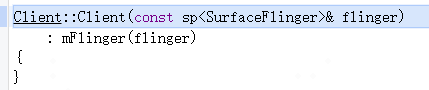 Client::Client(const sp<SurfaceFlinger>& flinger)
    : mFlinger(flinger)
{
}